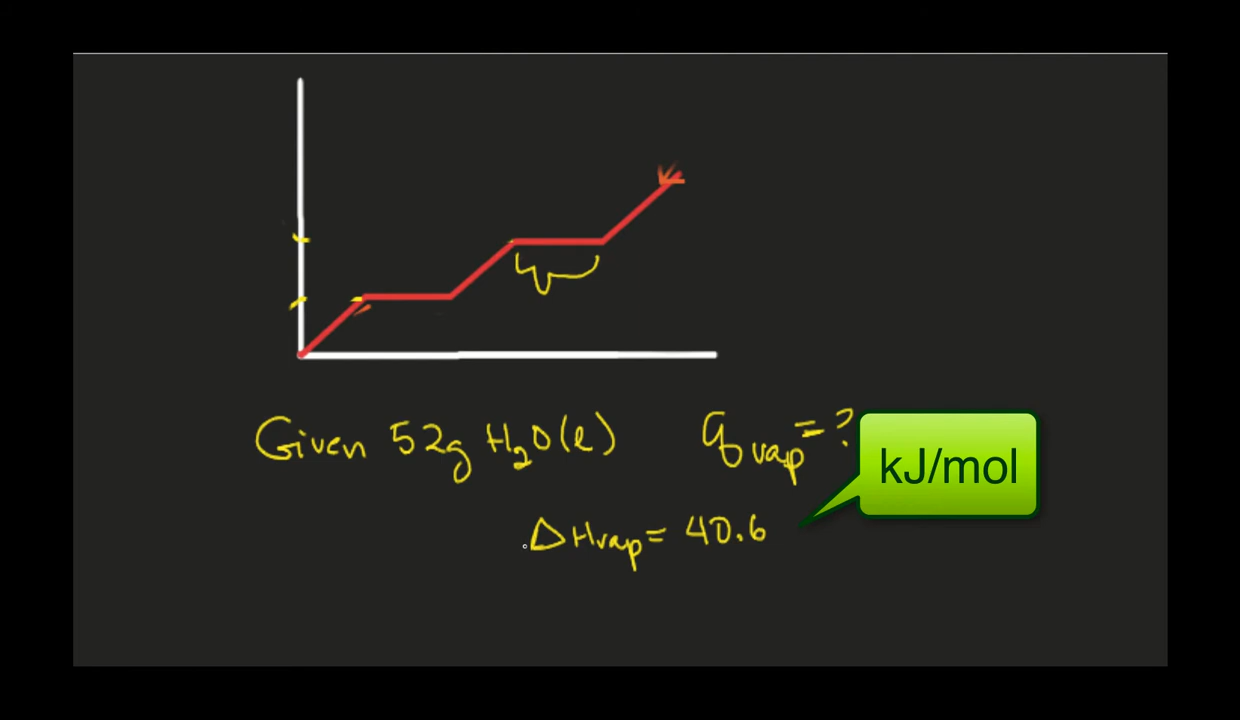 Given 52g H₂O(l) qvap = ?
kJ/mol
ΔHvap = 40.6